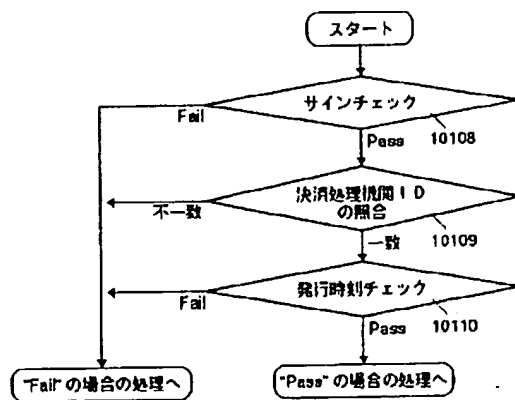 スタート
サインチェック
Fail
Pass
10108
決済処理機関ID
の照合
不一致
一致
10109
発行時刻チェック
Fail
Pass
10110
"Fail"の場合の処理へ
"Pass"の場合の処理へ